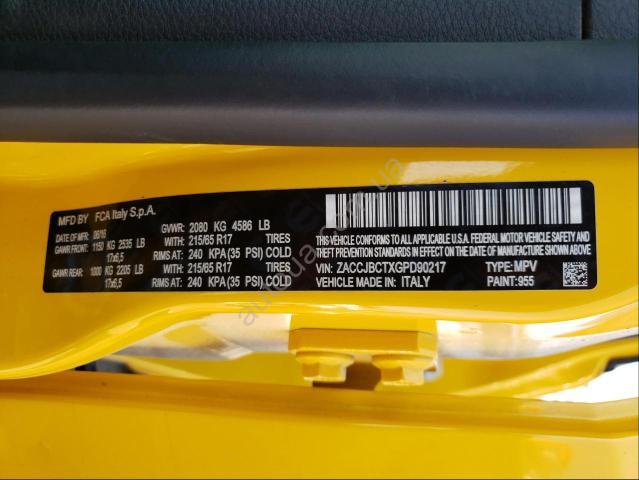 MFD BY FCA Italy S.p.A.
DATE OF MFR: 06/16 GVWR: 2080 KG 4586 LB
GAWR FRONT: 1150 KG 2535 LB WITH: 215/65 R17 TIRES
17x6,5 RIMS AT: 240 KPA(35 PSI) COLD
GAWR REAR: 1000 KG 2205 LB WITH: 215/65 R17 TIRES
17x6,5 RIMS AT: 240 KPA(35 PSI) COLD
THIS VEHICLE CONFORMS TO ALL APPLICABLE U.S.A. FEDERAL MOTOR VEHICLE SAFETY,
BUMPER AND THEFT PREVENTION STANDARDS IN EFFECT ON THE DATE OF MANUFACTURE SHOWN ABOVE
VIN: ZACCJBCTXGPD90217 TYPE: MPV
VEHICLE MADE IN: ITALY PAINT:955